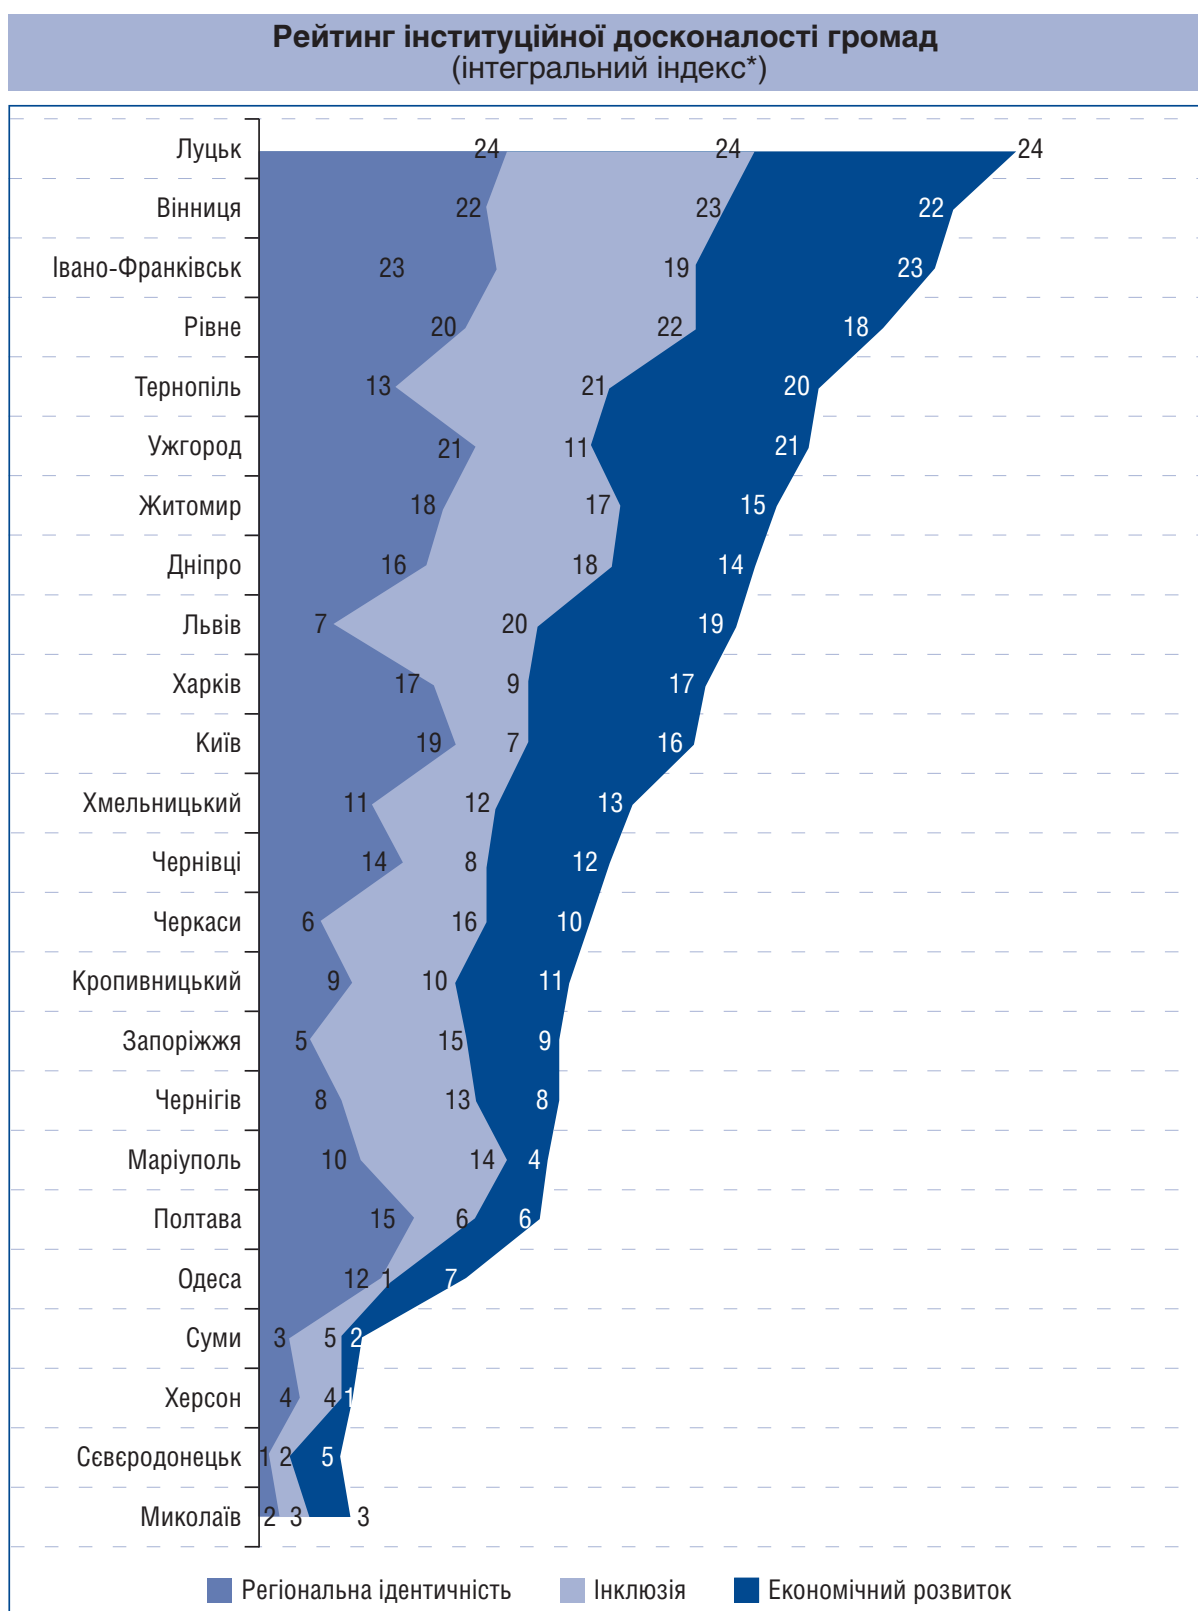 Рейтинг інституційної досконалості громад
(інтегральний індекс*)
Луцьк 24 24 24
Вінниця 22 23 22
Івано-Франківськ 23 19 23
Рівне 20 22 18
Тернопіль 13 21 20
Ужгород 21 11 21
Житомир 18 17 15
Дніпро 16 18 14
Львів 7 20 19
Харків 17 9 17
Київ 19 7 16
Хмельницький 11 12 13
Чернівці 14 8 12
Черкаси 6 16 10
Кропивницький 9 10 11
Запоріжжя 5 15 9
Чернігів 8 13 8
Маріуполь 10 14 4
Полтава 15 6 6
Одеса 12 1 7
Суми 3 5 2
Херсон 4 4 1
Сєвєродонецьк 1 2 5
Миколаїв 2 3 3
Регіональна ідентичність Інклюзія Економічний розвиток